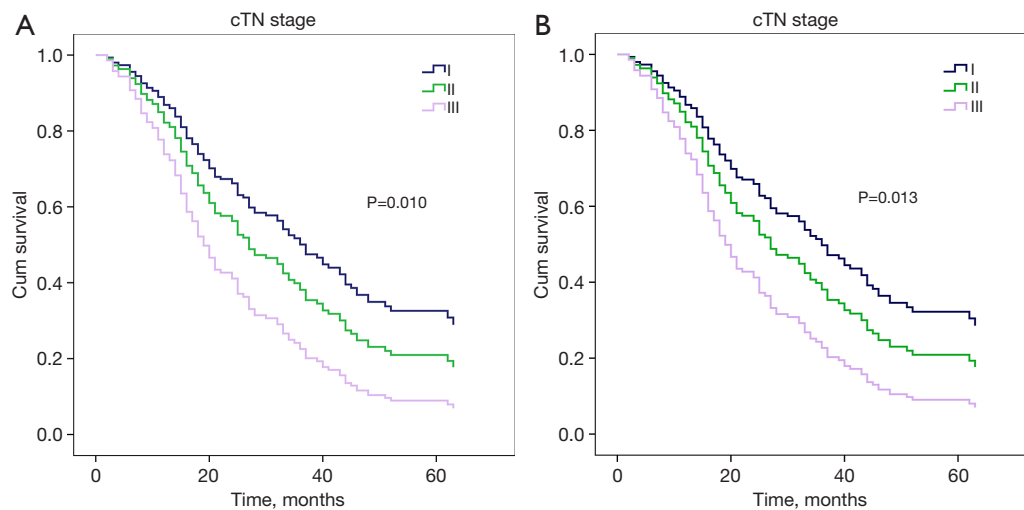 A
cTN stage
1.0
0.8
0.6
0.4
0.2
0.0
Cum survival
I
II
III
P=0.010
0 20 40 60
Time, months
B
cTN stage
1.0
0.8
0.6
0.4
0.2
0.0
Cum survival
I
II
III
P=0.013
0 20 40 60
Time, months